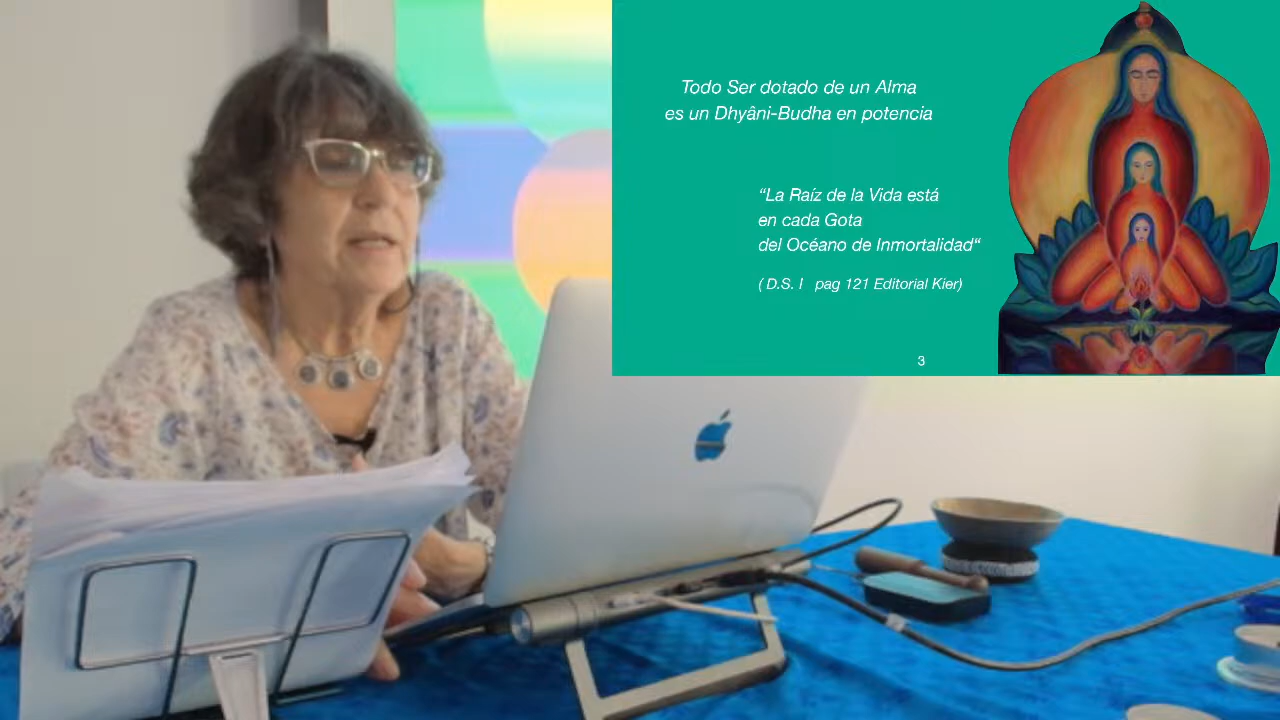 Todo Ser dotado de un Alma
es un Dhyâni-Budha en potencia
“La Raíz de la Vida está
en cada Gota
del Océano de Inmortalidad“
( D.S. I pag 121 Editorial Kier)
3